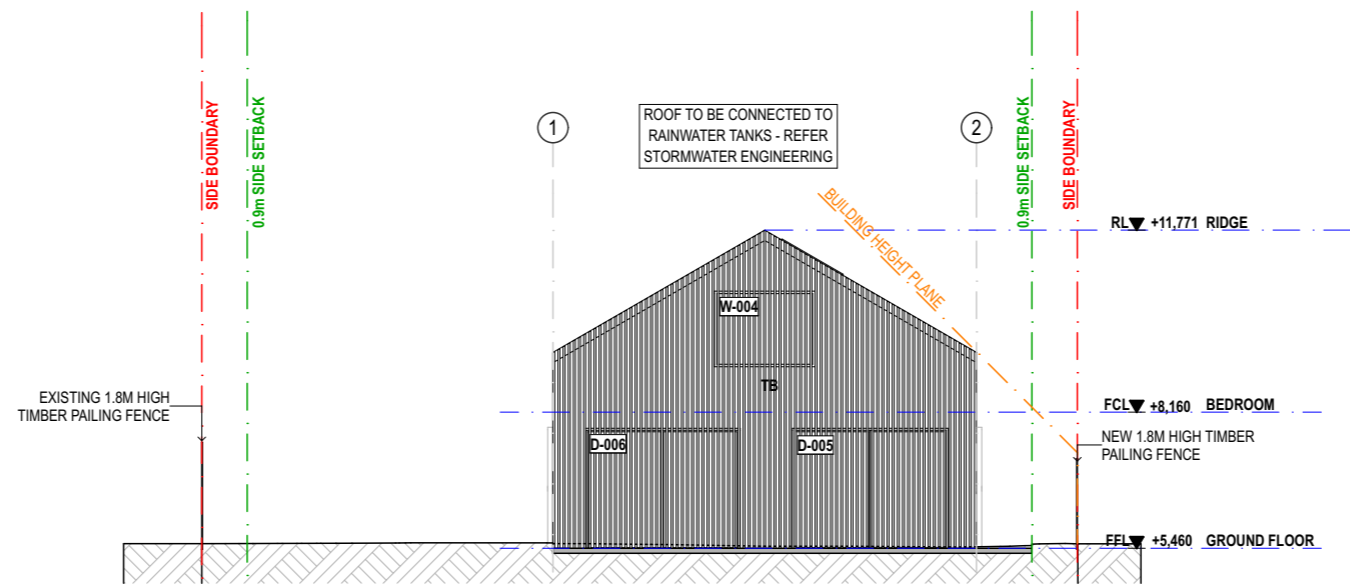 SIDE BOUNDARY
0.9m SIDE SETBACK
1
ROOF TO BE CONNECTED TO
RAINWATER TANKS - REFER
STORMWATER ENGINEERING
2
0.9m SIDE SETBACK
SIDE BOUNDARY
BUILDING HEIGHT PLANE
RL +11,771 RIDGE
W-004
TB
EXISTING 1.8M HIGH
TIMBER PAILING FENCE
FCL +8,160 BEDROOM
D-006
D-005
NEW 1.8M HIGH TIMBER
PAILING FENCE
FFL +5,460 GROUND FLOOR